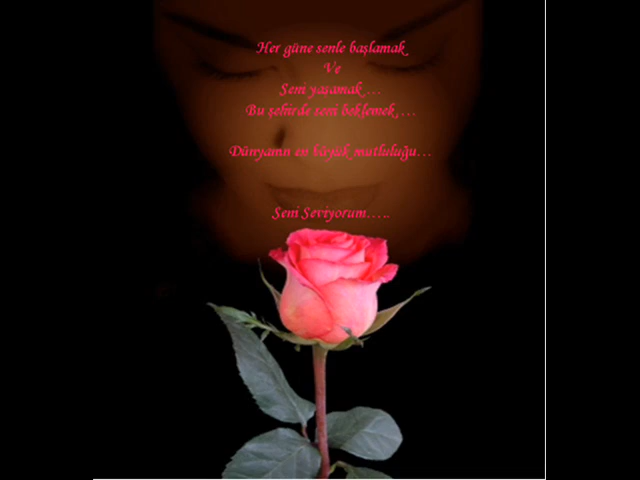 Her güne senle başlamak
Ve
Seni yaşamak …
Bu şehirde seni beklemek …
Dünyanın en büyük mutluluğu…
Seni Seviyorum…..